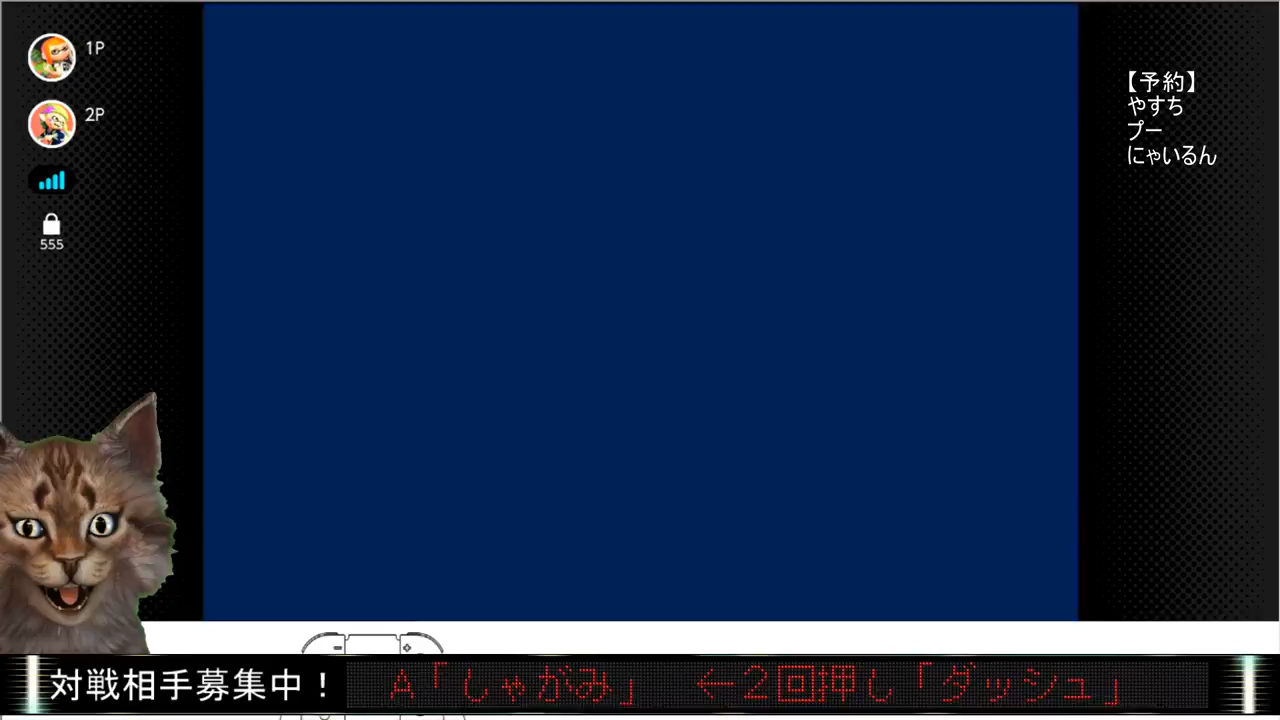 1P
2P
555
【予約】
やすち
プー
にゃいるん
対戦相手募集中！
A「しゃがみ」 ←2回押し「ダッシュ」